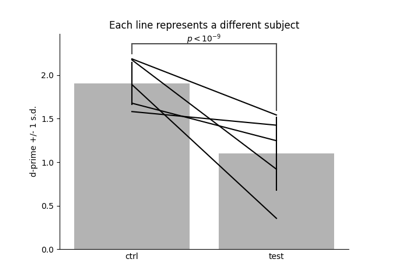 Each line represents a different subject
p < 10⁻⁹
2.0
1.5
1.0
0.5
0.0
d-prime +/- 1 s.d.
ctrl test